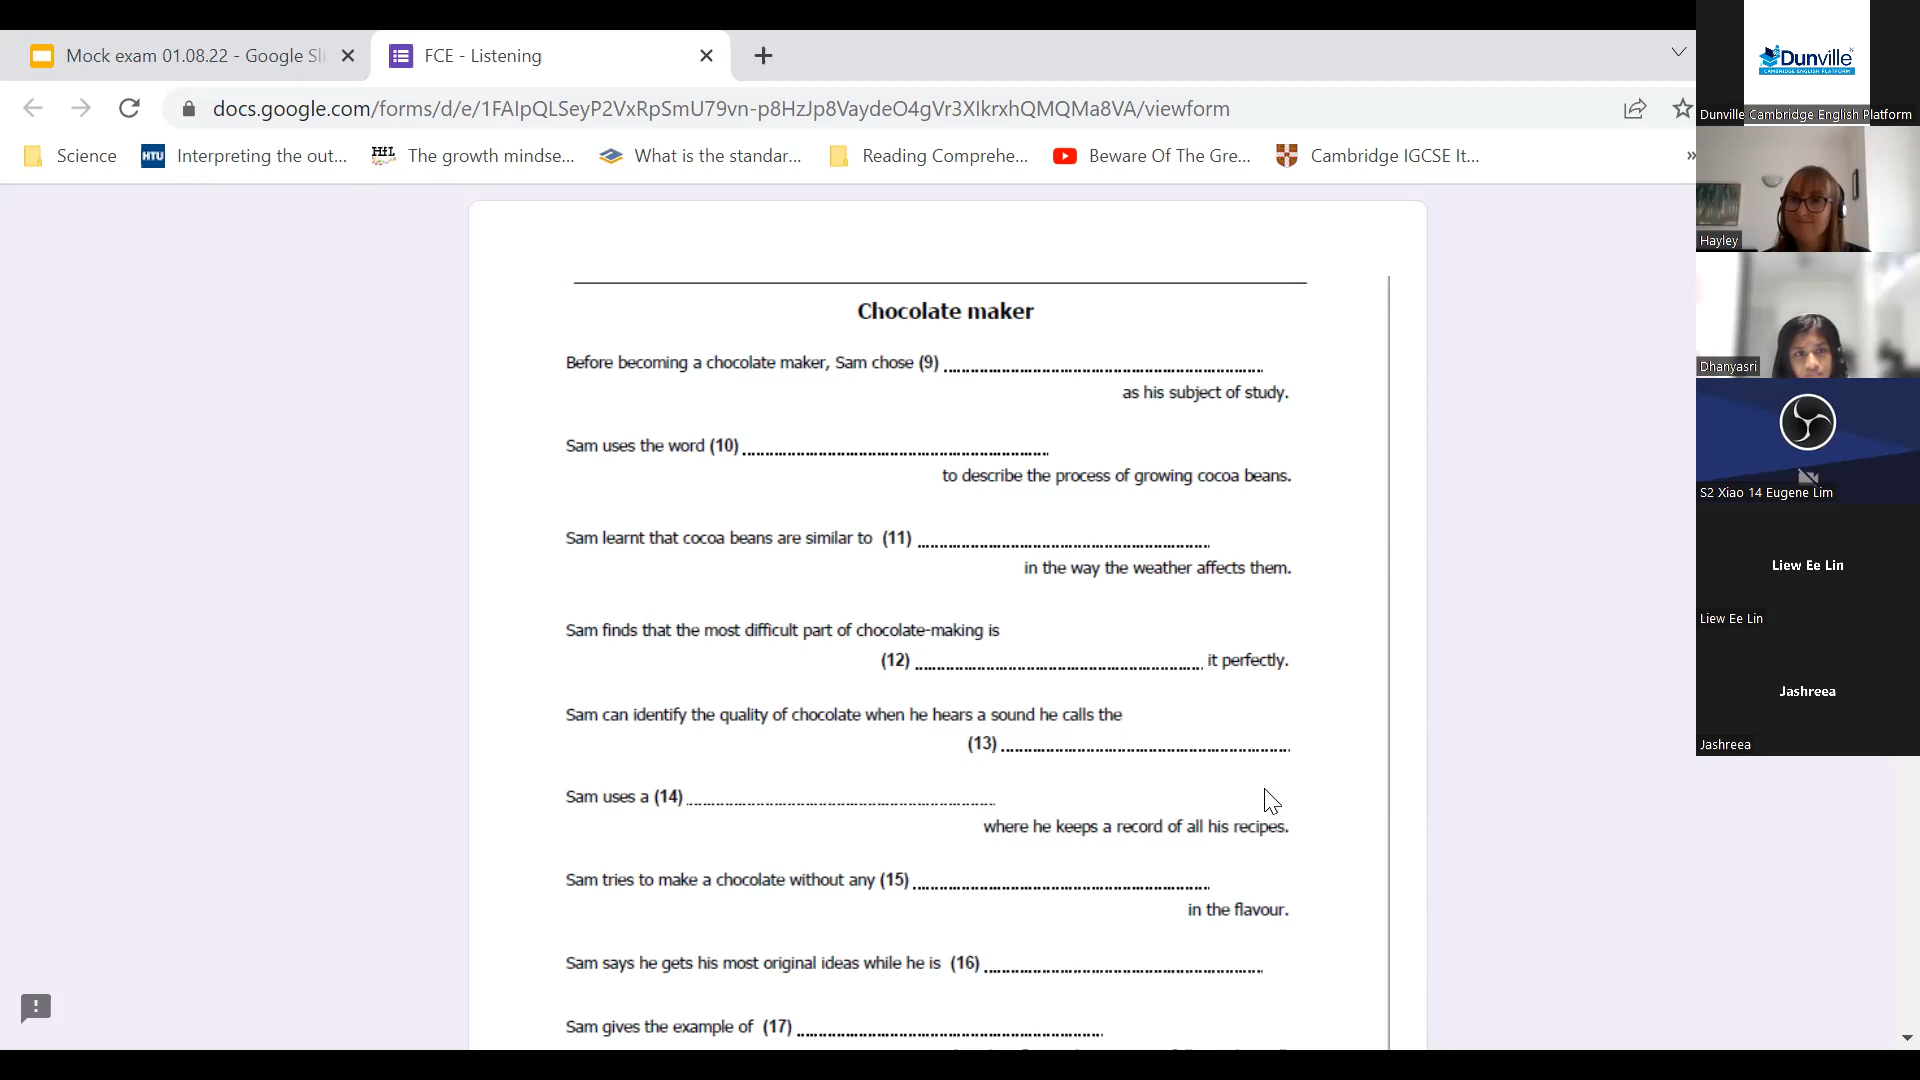 Mock exam 01.08.22 - Google Sli
FCE - Listening
docs.google.com/forms/d/e/1FAIpQLSeyP2VxRpSmU79vn-p8HzJp8VaydeO4gVr3XIkrxhQMQMa8VA/viewform
Science
HTU
Interpreting the out...
The growth mindse...
What is the standar...
Reading Comprehe...
Beware Of The Gre...
Cambridge IGCSE It...
»
Chocolate maker
Before becoming a chocolate maker, Sam chose (9)
as his subject of study.
Sam uses the word (10)
to describe the process of growing cocoa beans.
Sam learnt that cocoa beans are similar to (11)
in the way the weather affects them.
Sam finds that the most difficult part of chocolate-making is
(12) it perfectly.
Sam can identify the quality of chocolate when he hears a sound he calls the
(13)
Sam uses a (14)
where he keeps a record of all his recipes.
Sam tries to make a chocolate without any (15)
in the flavour.
Sam says he gets his most original ideas while he is (16)
Sam gives the example of (17)
Dunville
CAMBRIDGE ENGLISH PLATFORM
Dunville Cambridge English Platform
Hayley
Dhanyasri
S2 Xiao 14 Eugene Lim
Liew Ee Lin
Liew Ee Lin
Jashreea
Jashreea